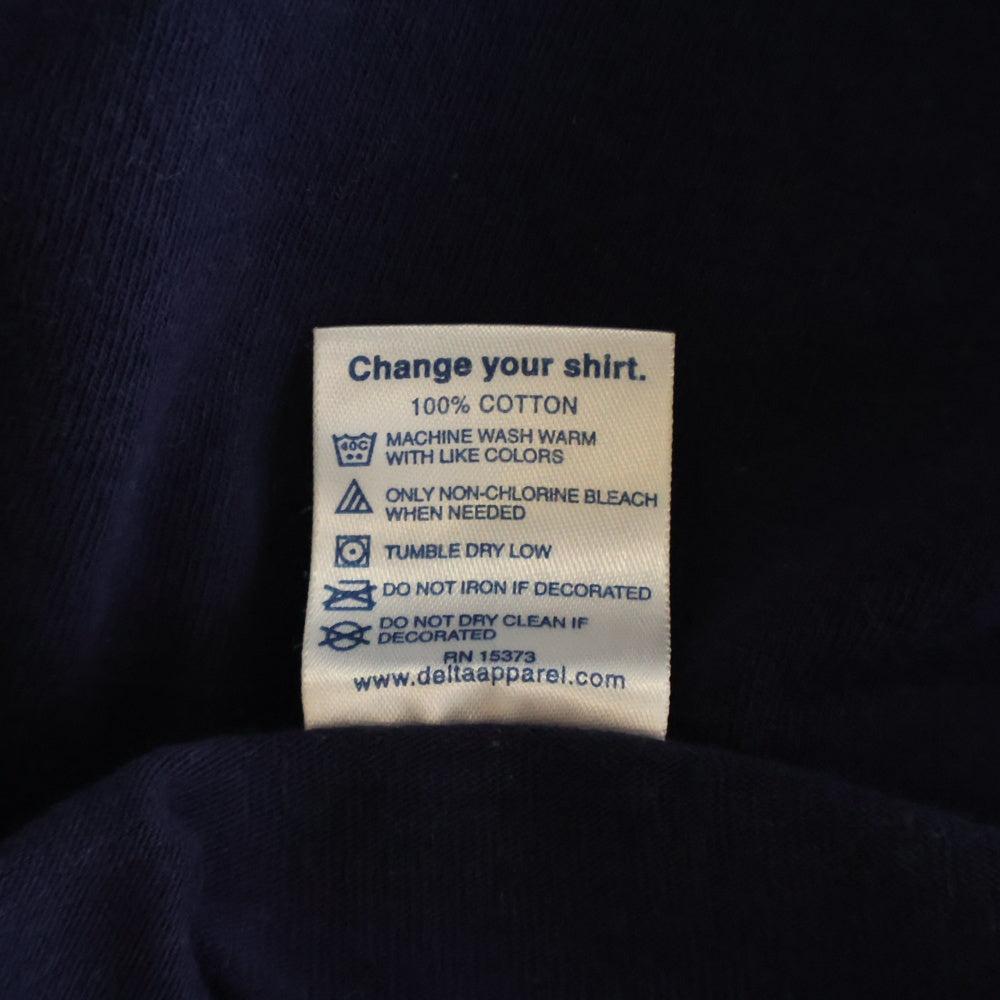 Change your shirt.
100% COTTON
40C
MACHINE WASH WARM
WITH LIKE COLORS
ONLY NON-CHLORINE BLEACH
WHEN NEEDED
TUMBLE DRY LOW
DO NOT IRON IF DECORATED
DO NOT DRY CLEAN IF
DECORATED
RN 15373
www.deltaapparel.com